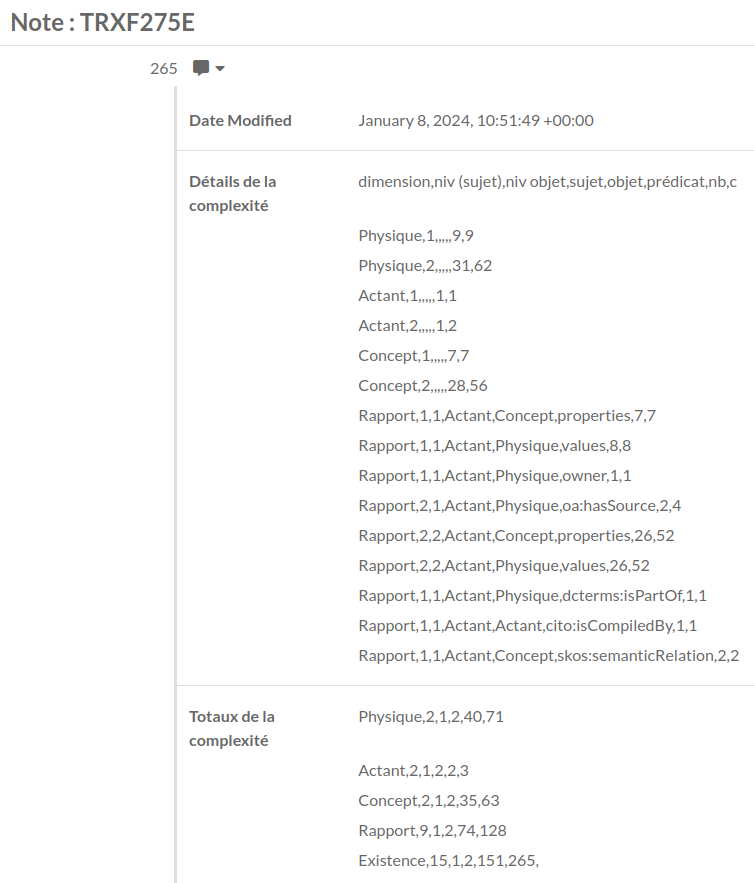 Note : TRXF275E
265
Date Modified
January 8, 2024, 10:51:49 +00:00
Détails de la
complexité
dimension,niv (sujet),niv objet,sujet,objet,prédicat,nb,c
Physique,1,,,,,9,9
Physique,2,,,,,31,62
Actant,1,,,,,1,1
Actant,2,,,,,1,2
Concept,1,,,,,7,7
Concept,2,,,,,28,56
Rapport,1,1,Actant,Concept,properties,7,7
Rapport,1,1,Actant,Physique,values,8,8
Rapport,1,1,Actant,Physique,owner,1,1
Rapport,2,1,Actant,Physique,oa:hasSource,2,4
Rapport,2,2,Actant,Concept,properties,26,52
Rapport,2,2,Actant,Physique,values,26,52
Rapport,1,1,Actant,Physique,dcterms:isPartOf,1,1
Rapport,1,1,Actant,Actant,cito:isCompiledBy,1,1
Rapport,1,1,Actant,Concept,skos:semanticRelation,2,2
Totaux de la
complexité
Physique,2,1,2,40,71
Actant,2,1,2,2,3
Concept,2,1,2,35,63
Rapport,9,1,2,74,128
Existence,15,1,2,151,265,